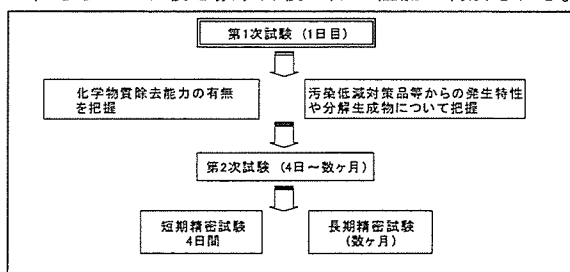 第1次試験 (1日目)
化学物質除去能力の有無
を把握
汚染低減対策品等からの発生特性
や分解生成物について把握
第2次試験 (4日～数ヶ月)
短期精密試験
4日間
長期精密試験
(数ヶ月)